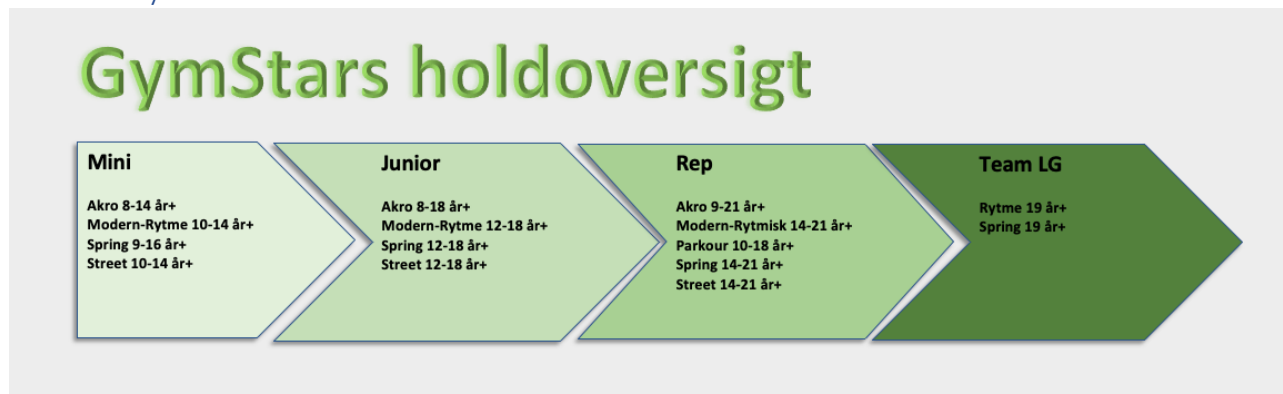 GymStars holdoversigt
Mini
Akro 8-14 år+
Modern-Rytme 10-14 år+
Spring 9-16 år+
Street 10-14 år+
Junior
Akro 8-18 år+
Modern-Rytme 12-18 år+
Spring 12-18 år+
Street 12-18 år+
Rep
Akro 9-21 år+
Modern-Rytmisk 14-21 år+
Parkour 10-18 år+
Spring 14-21 år+
Street 14-21 år+
Team LG
Rytme 19 år+
Spring 19 år+